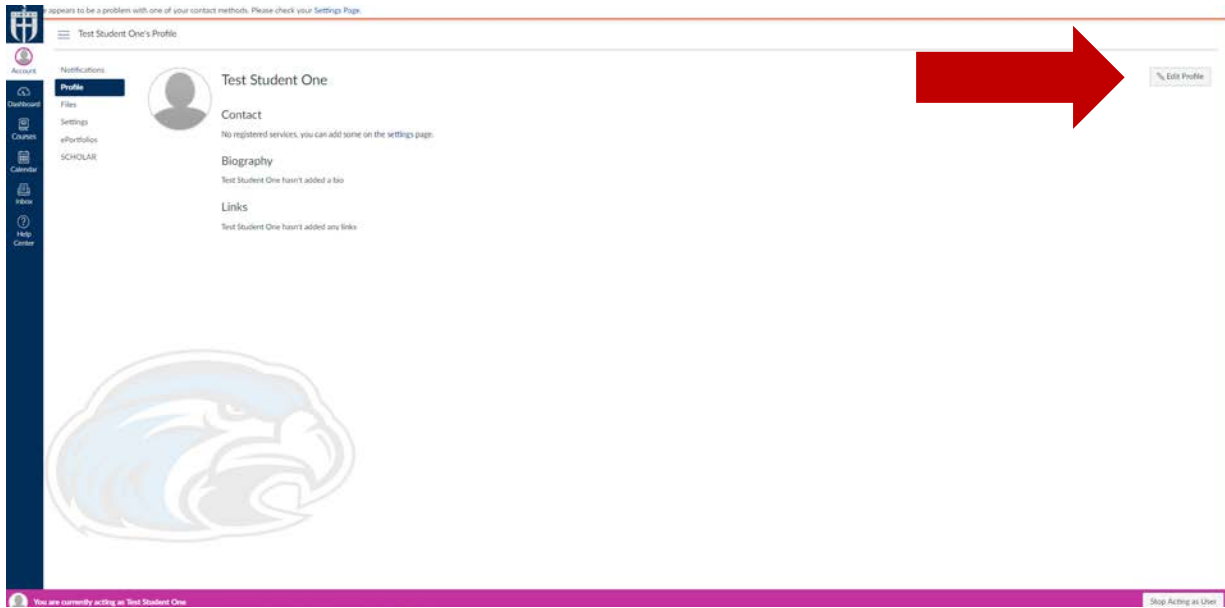 e appears to be a problem with one of your contact methods. Please check your Settings Page.
Test Student One's Profile
Account
Dashboard
Courses
Calendar
Inbox
Help
Center
Notifications
Profile
Files
Settings
ePortfolios
SCHOLAR
Test Student One
Edit Profile
Contact
No registered services, you can add some on the settings page.
Biography
Test Student One hasn't added a bio
Links
Test Student One hasn't added any links
You are currently acting as Test Student One
Stop Acting as User